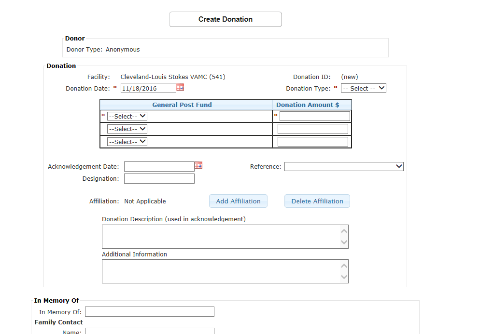 Create Donation
Donor
Donor Type: Anonymous
Donation
Facility: Cleveland-Louis Stokes VAMC (541) Donation ID: (new)
Donation Date: * 11/18/2016 Donation Type: * --Select--
General Post Fund Donation Amount $
* --Select-- *
--Select--
--Select--
Acknowledgement Date: Reference:
Designation:
Affiliation: Not Applicable Add Affiliation Delete Affiliation
Donation Description (used in acknowledgement)
Additional Information
In Memory Of
In Memory Of:
Family Contact
Name: